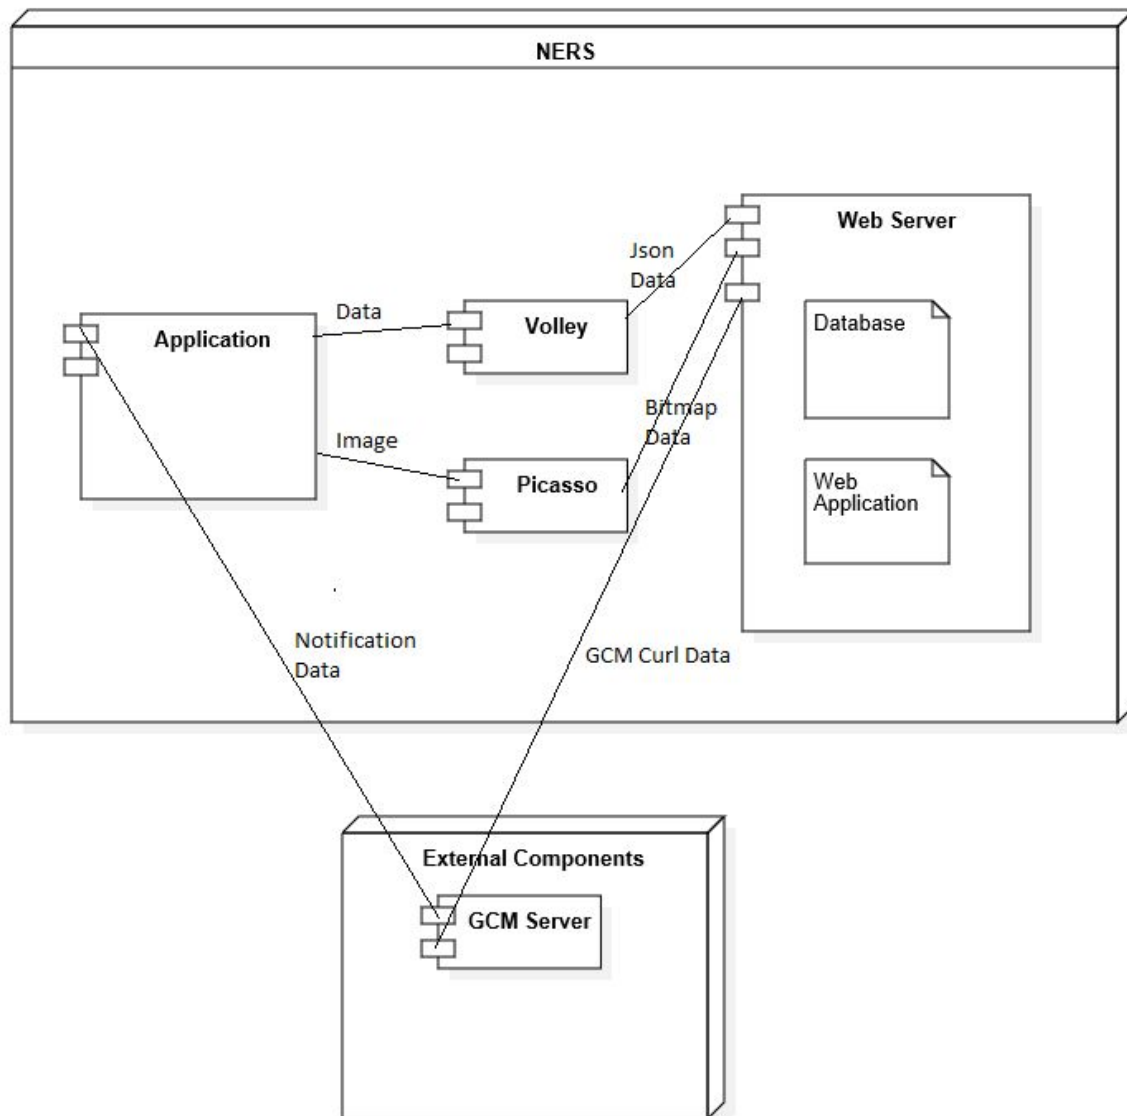 NERS
Web Server
Json
Data
Data
Volley
Application
Database
Bitmap
Data
Image
Picasso
Web
Application
Notification
Data
GCM Curl Data
External Components
GCM Server